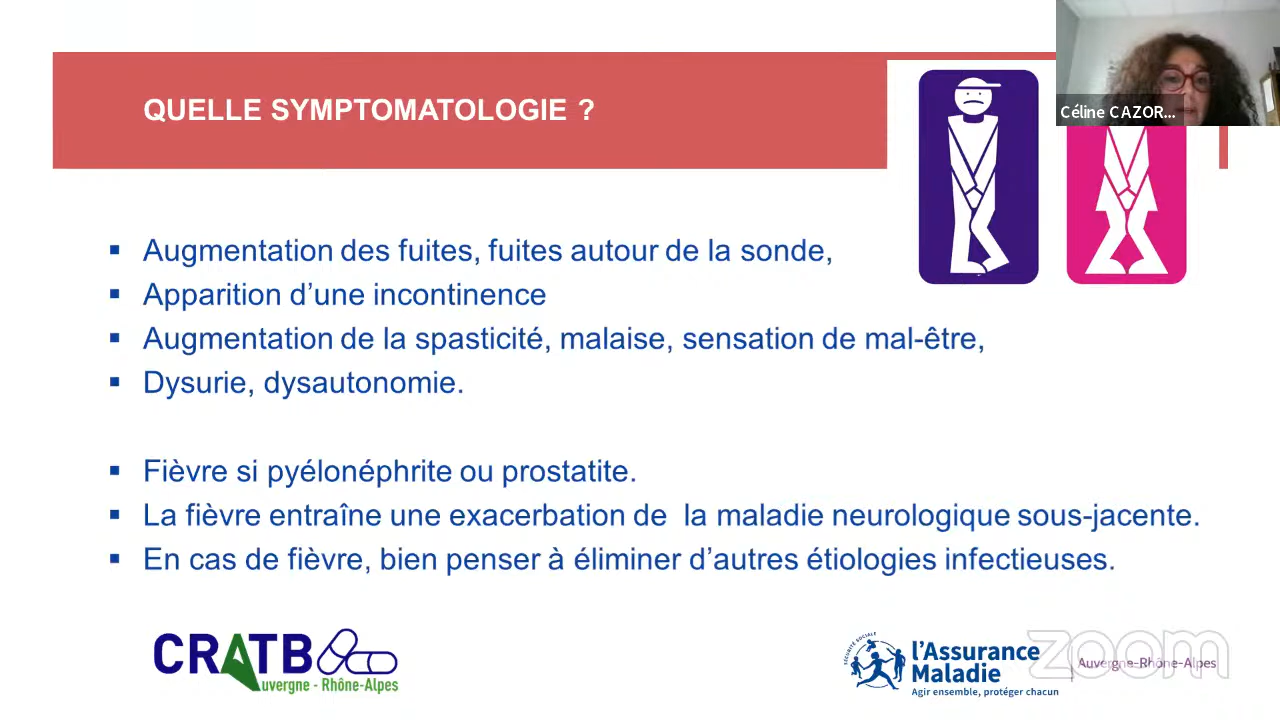 QUELLE SYMPTOMATOLOGIE ?
Céline CAZOR...
▪ Augmentation des fuites, fuites autour de la sonde,
▪ Apparition d’une incontinence
▪ Augmentation de la spasticité, malaise, sensation de mal-être,
▪ Dysurie, dysautonomie.
▪ Fièvre si pyélonéphrite ou prostatite.
▪ La fièvre entraîne une exacerbation de la maladie neurologique sous-jacente.
▪ En cas de fièvre, bien penser à éliminer d’autres étiologies infectieuses.
CRATB
Auvergne - Rhône-Alpes
SÉCURITÉ SOCIALE
l’Assurance
Maladie
Agir ensemble, protéger chacun
Auvergne-Rhône-Alpes
zoom